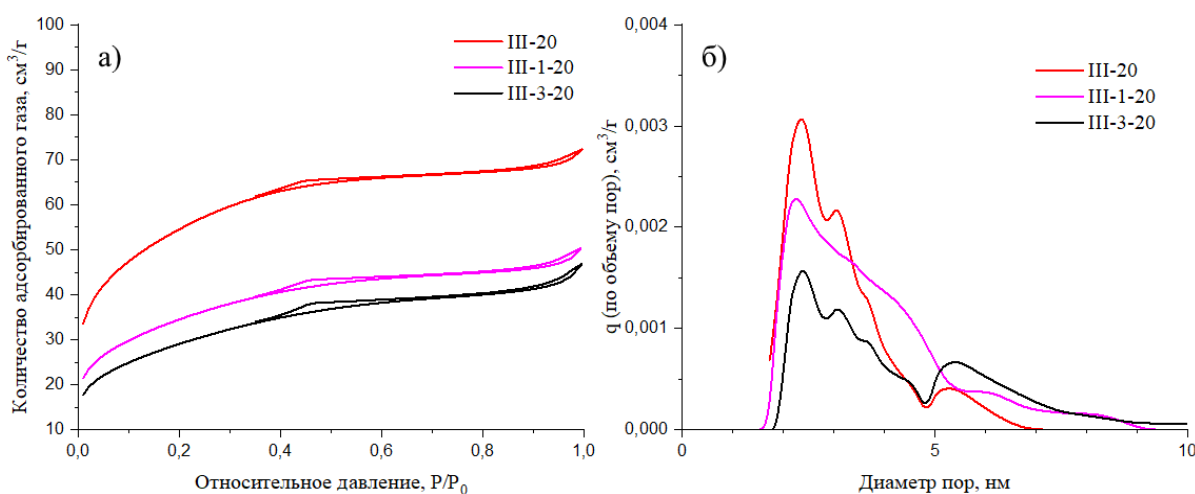 Количество адсорбированного газа, см³/г
100
90
80
70
60
50
40
30
20
10
а)
III-20
III-1-20
III-3-20
0,0
0,2
0,4
0,6
0,8
1,0
Относительное давление, P/P₀
q (по объему пор), см³/г
0,004
0,003
0,002
0,001
0,000
б)
III-20
III-1-20
III-3-20
0
5
10
Диаметр пор, нм